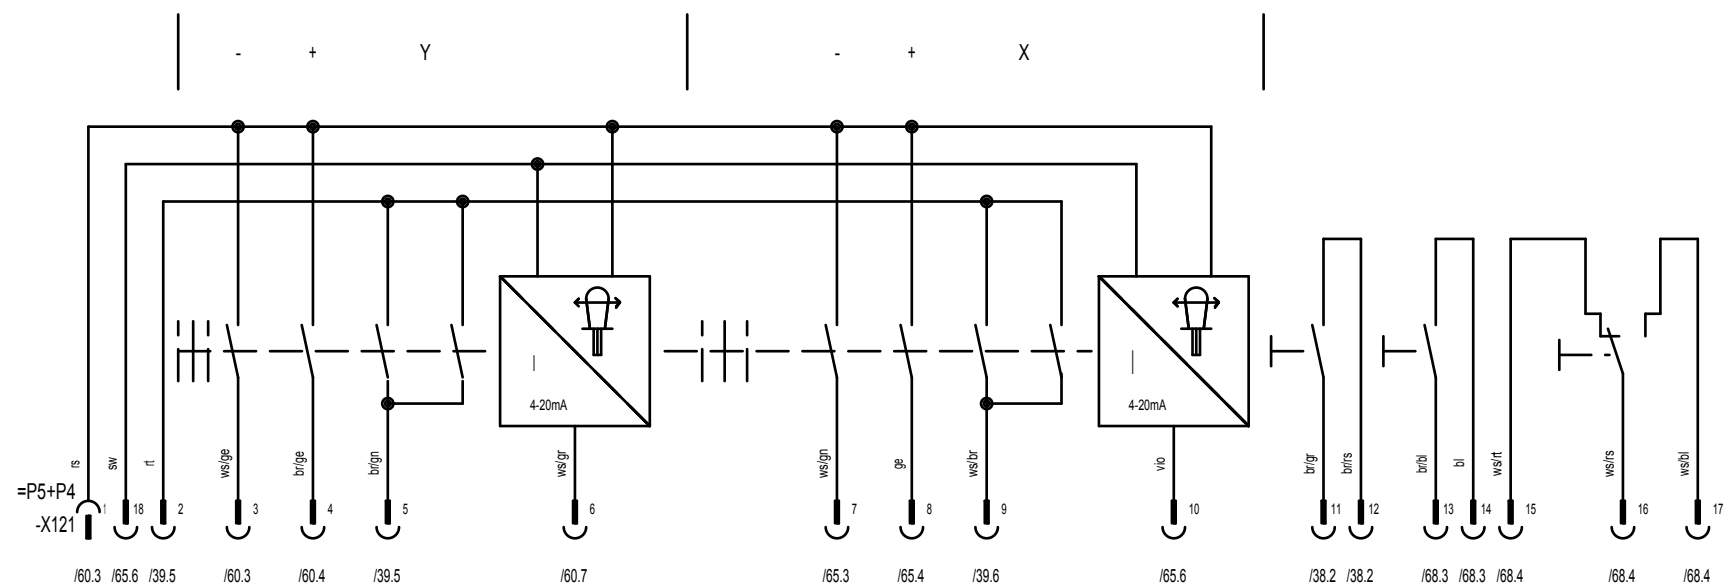 - + Y - + X
4-20mA 4-20mA
rs sw rt ws/ge br/ge br/gn ws/gr ws/gn ge ws/br vio br/gr br/rs br/bl bl ws/rt ws/rs ws/bl
=P5+P4
-X121
1 18 2 3 4 5 6 7 8 9 10 11 12 13 14 15 16 17
/60.3 /65.6 /39.5 /60.3 /60.4 /39.5 /60.7 /65.3 /65.4 /39.6 /65.6 /38.2 /38.2 /68.3 /68.3 /68.4 /68.4 /68.4